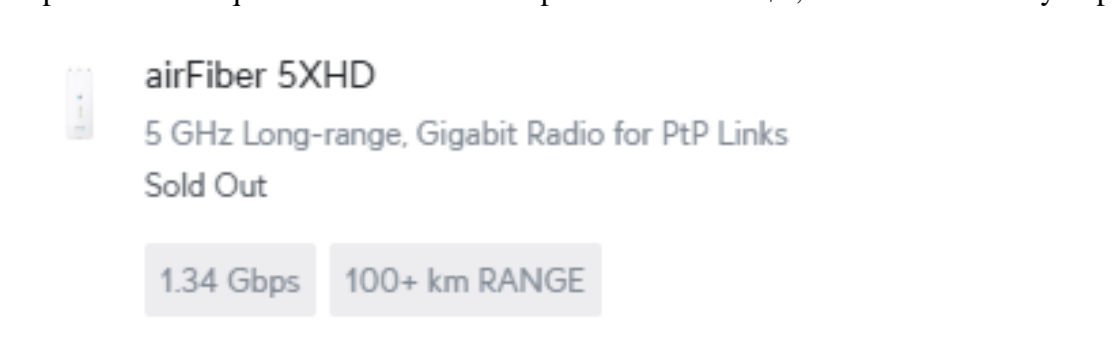 airFiber 5XHD
5 GHz Long-range, Gigabit Radio for PtP Links
Sold Out
1.34 Gbps 100+ km RANGE